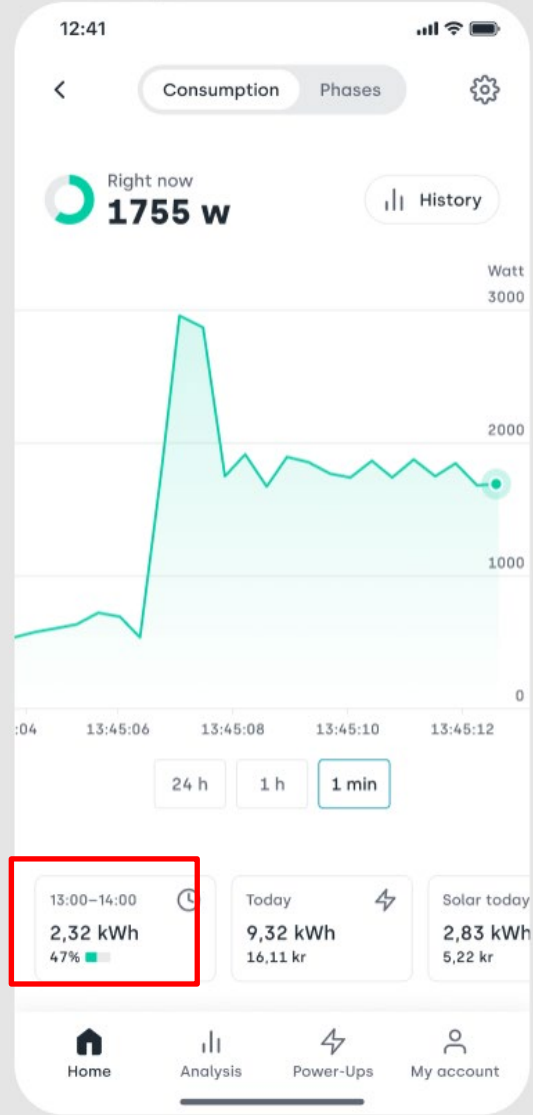 12:41
Consumption Phases
Right now
1755 w
History
Watt
3000
2000
1000
0
:04 13:45:06 13:45:08 13:45:10 13:45:12
24 h 1 h 1 min
13:00–14:00
2,32 kWh
47%
Today
9,32 kWh
16,11 kr
Solar today
2,83 kWh
5,22 kr
Home Analysis Power-Ups My account